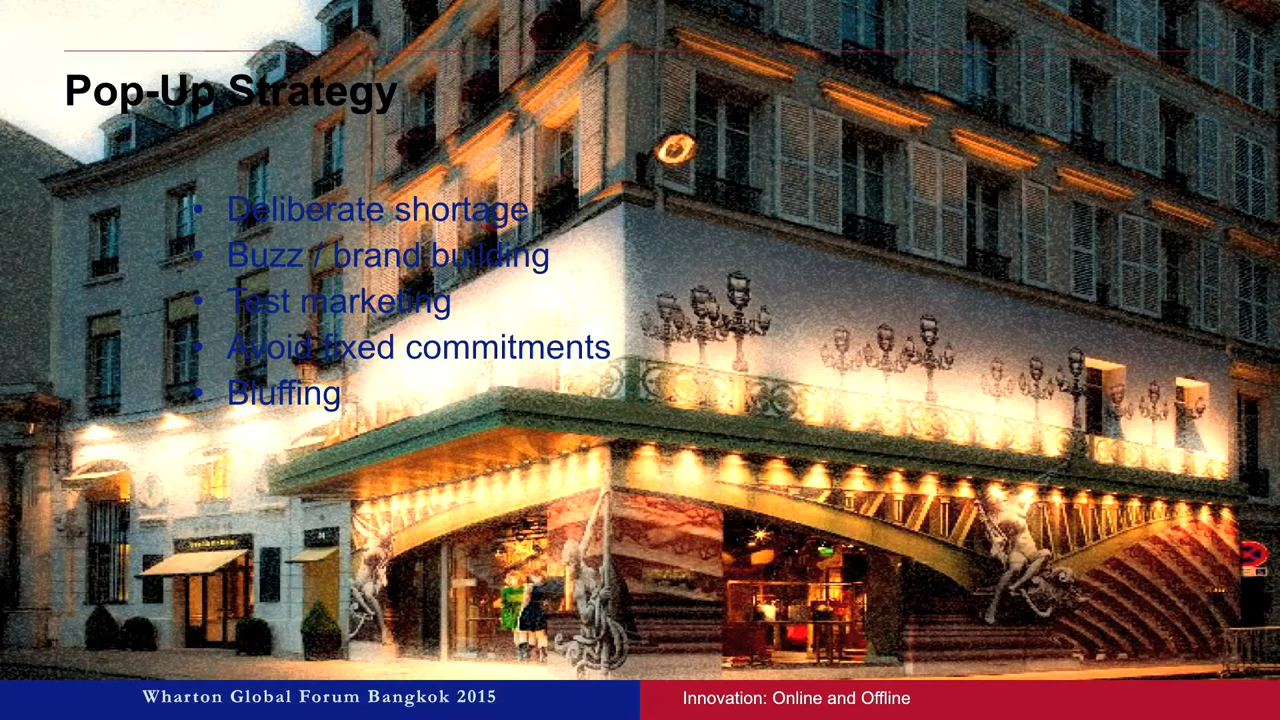 Pop-Up Strategy
• Deliberate shortage
• Buzz / brand building
• Test marketing
• Avoid fixed commitments
• Bluffing
Wharton Global Forum Bangkok 2015
Innovation: Online and Offline